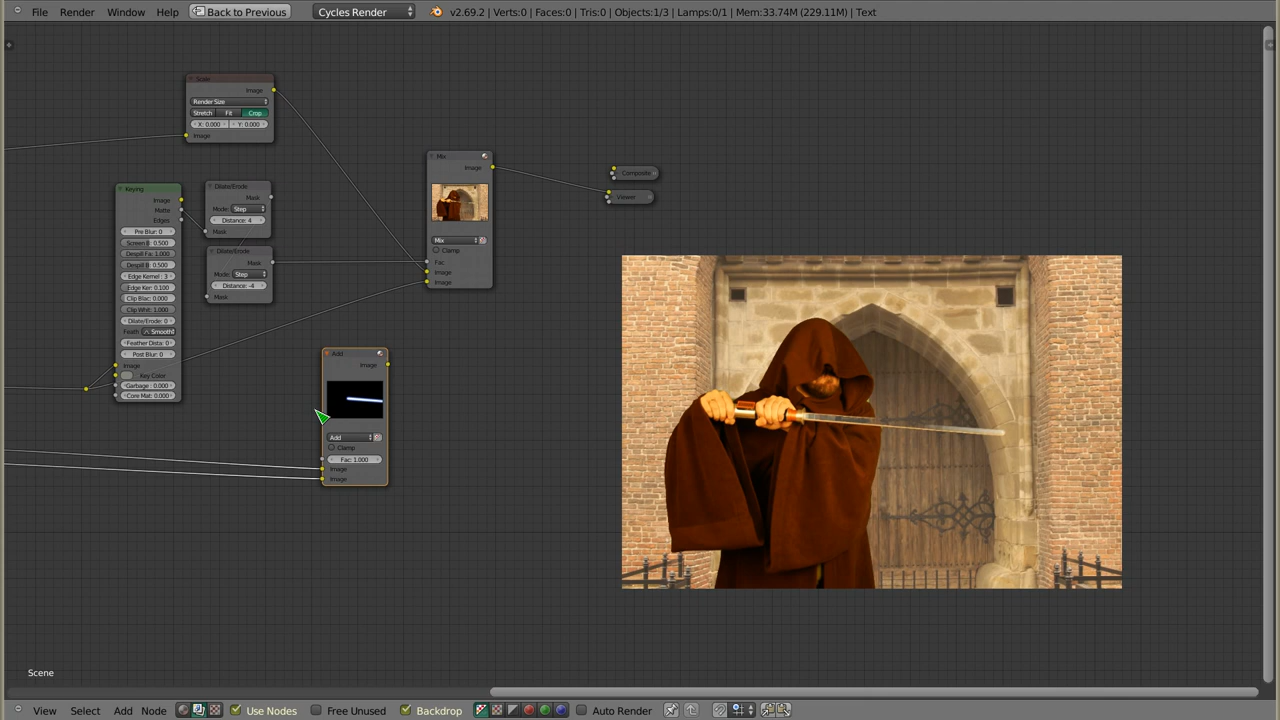 File Render Window Help Back to Previous Cycles Render v2.69.2 | Verts:0 | Faces:0 | Tris:0 | Objects:1/3 | Lamps:0/1 | Mem:33.74M (229.11M) | Text
Scale
Image
Render Size
Stretch Fit Crop
X: 0.000 Y: 0.000
Image
Keying
Image
Matte
Edges
Pre Blur: 0
Screen B: 0.500
Despill Fa: 1.000
Despill B: 0.500
Edge Kernel: 3
Edge Ker: 0.100
Clip Blac: 0.000
Clip Whit: 1.000
Dilate/Erode: 0
Feath Smooth
Feather Dista: 0
Post Blur: 0
Image
Key Color
Garbage: 0.000
Core Mat: 0.000
Dilate/Erode
Mask
Mode: Step
Distance: 4
Mask
Dilate/Erode
Mask
Mode: Step
Distance: -4
Mask
Mix
Image
Mix
Clamp
Fac
Image
Image
Composite
Viewer
Add
Image
Add
Clamp
Fac: 1.000
Image
Image
Scene
View Select Add Node Use Nodes Free Unused Backdrop Auto Render